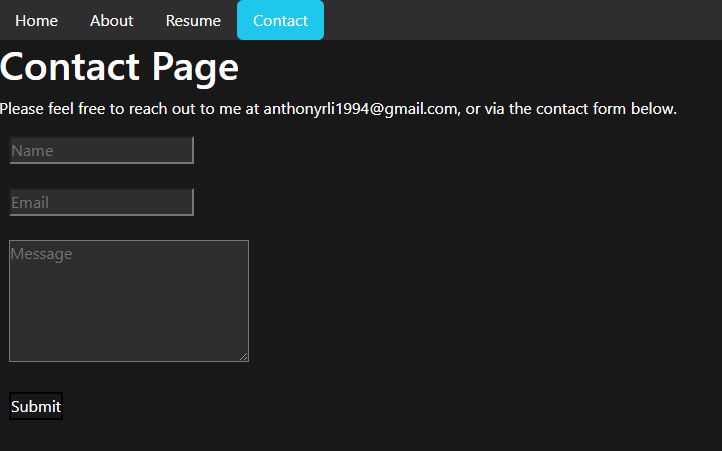 Home About Resume Contact
Contact Page
Please feel free to reach out to me at anthonyrli1994@gmail.com, or via the contact form below.
Name
Email
Message
Submit